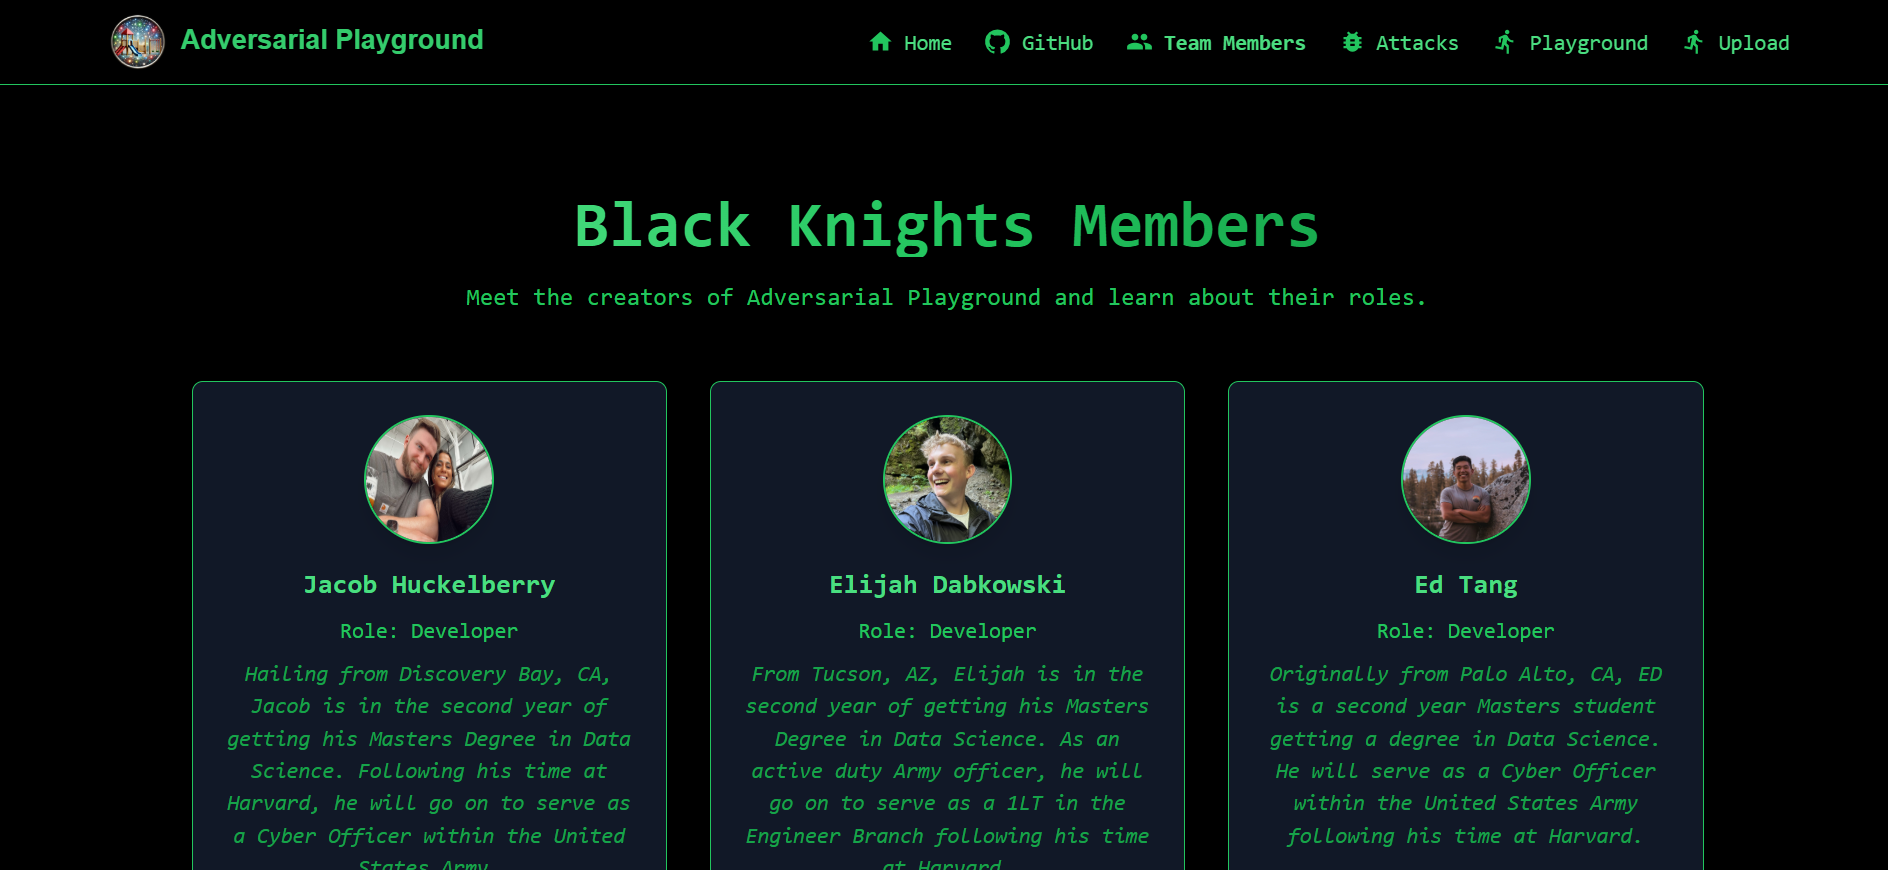 Adversarial Playground
Home
GitHub
Team Members
Attacks
Playground
Upload
Black Knights Members
Meet the creators of Adversarial Playground and learn about their roles.
Jacob Huckelberry
Role: Developer
Hailing from Discovery Bay, CA,
Jacob is in the second year of
getting his Masters Degree in Data
Science. Following his time at
Harvard, he will go on to serve as
a Cyber Officer within the United
States Army.
Elijah Dabkowski
Role: Developer
From Tucson, AZ, Elijah is in the
second year of getting his Masters
Degree in Data Science. As an
active duty Army officer, he will
go on to serve as a 1LT in the
Engineer Branch following his time
at Harvard.
Ed Tang
Role: Developer
Originally from Palo Alto, CA, ED
is a second year Masters student
getting a degree in Data Science.
He will serve as a Cyber Officer
within the United States Army
following his time at Harvard.